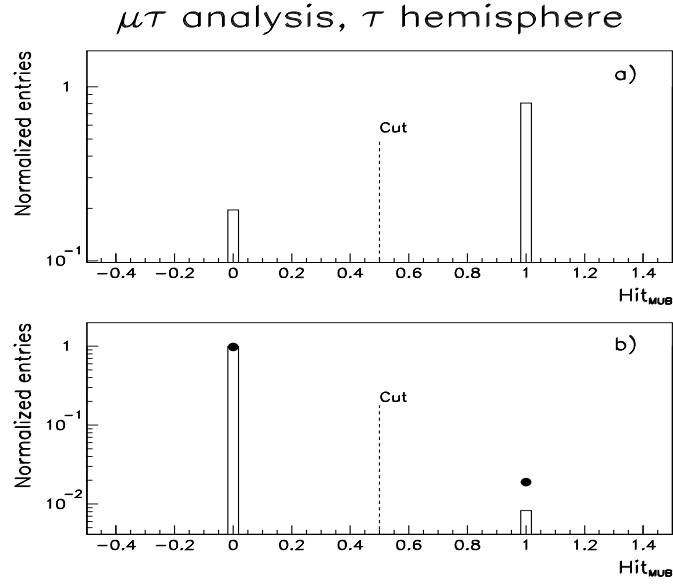 μτ analysis, τ hemisphere
Normalized entries
a)
1
Cut
10⁻¹
−0.4 −0.2 0 0.2 0.4 0.6 0.8 1 1.2 1.4
Hit_MUB
Normalized entries
b)
1
Cut
10⁻¹
10⁻²
−0.4 −0.2 0 0.2 0.4 0.6 0.8 1 1.2 1.4
Hit_MUB